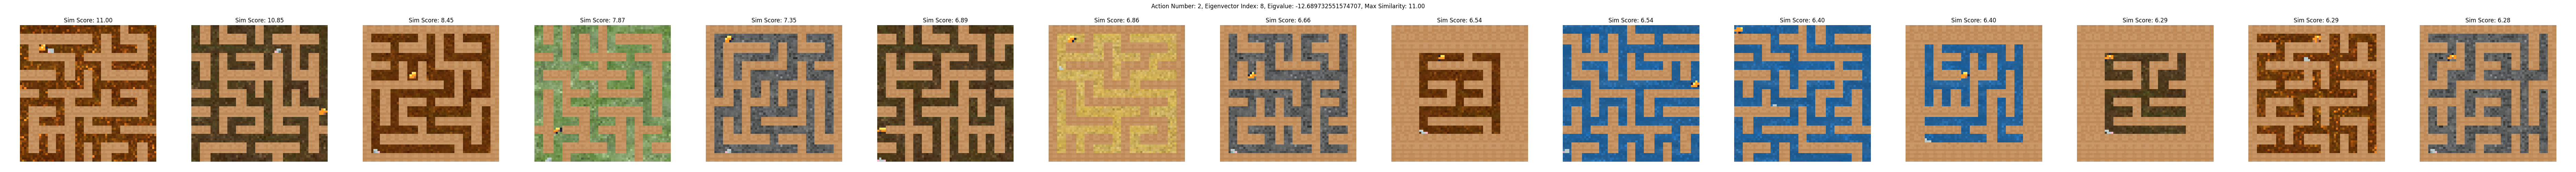 Action Number: 2, Eigenvector Index: 8, Eigvalue: -12.689732551574707, Max Similarity: 11.00
Sim Score: 11.00
Sim Score: 10.85
Sim Score: 8.45
Sim Score: 7.87
Sim Score: 7.35
Sim Score: 6.89
Sim Score: 6.86
Sim Score: 6.66
Sim Score: 6.54
Sim Score: 6.54
Sim Score: 6.40
Sim Score: 6.40
Sim Score: 6.29
Sim Score: 6.29
Sim Score: 6.28